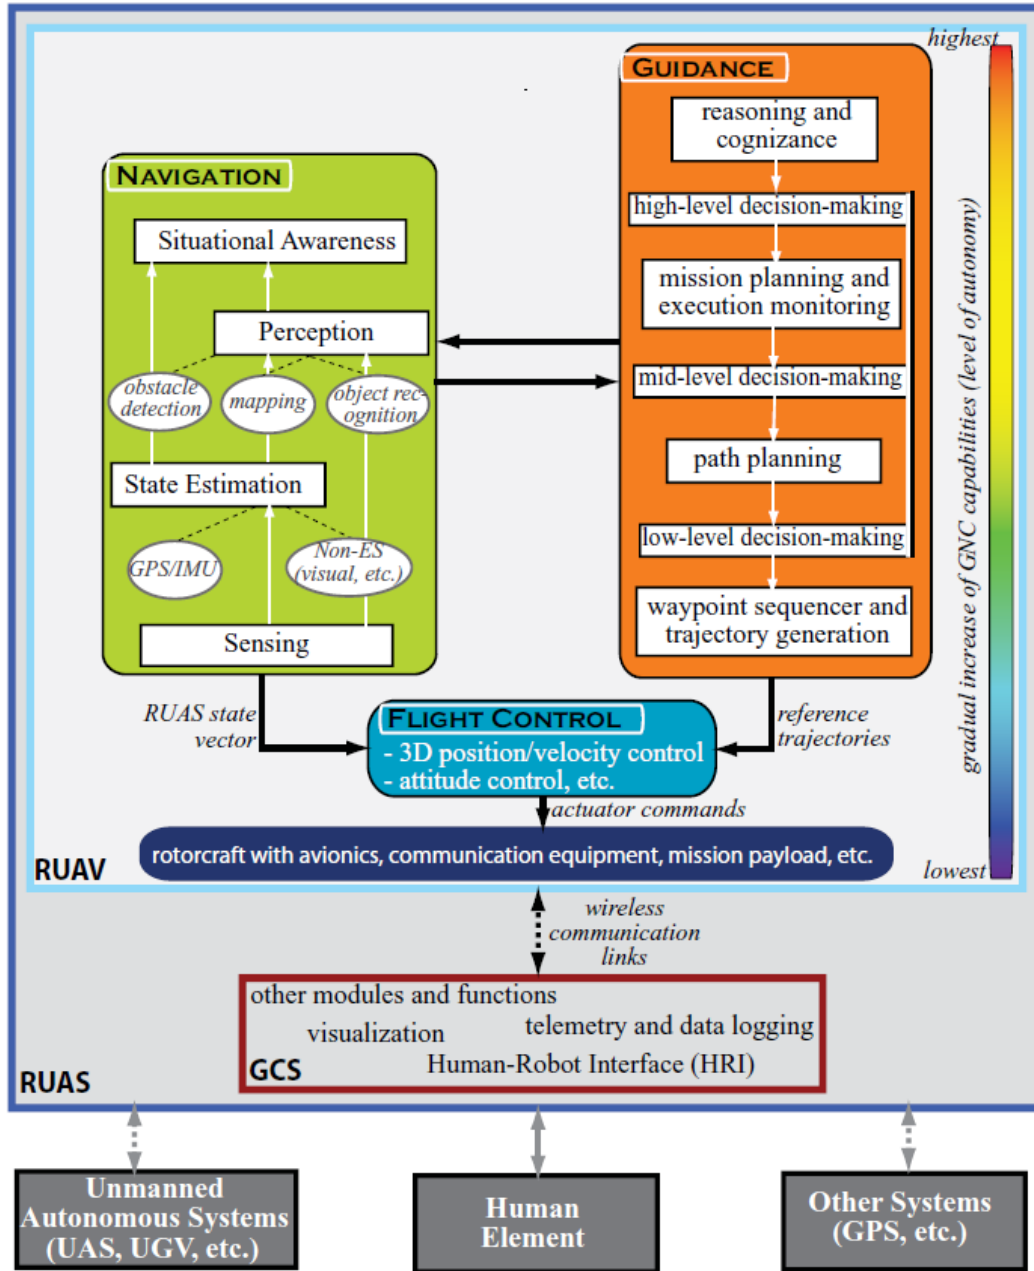 highest
GUIDANCE
reasoning and
cognizance
high-level decision-making
mission planning and
execution monitoring
mid-level decision-making
path planning
low-level decision-making
waypoint sequencer and
trajectory generation
NAVIGATION
Situational Awareness
Perception
obstacle
detection
mapping
object rec-
ognition
State Estimation
GPS/IMU
Non-ES
(visual, etc.)
Sensing
gradual increase of GNC capabilities (level of autonomy)
RUAS state
vector
FLIGHT CONTROL
- 3D position/velocity control
- attitude control, etc.
reference
trajectories
actuator commands
rotorcraft with avionics, communication equipment, mission payload, etc.
RUAV
lowest
wireless
communication
links
other modules and functions
visualization
telemetry and data logging
Human-Robot Interface (HRI)
GCS
RUAS
Unmanned
Autonomous Systems
(UAS, UGV, etc.)
Human
Element
Other Systems
(GPS, etc.)